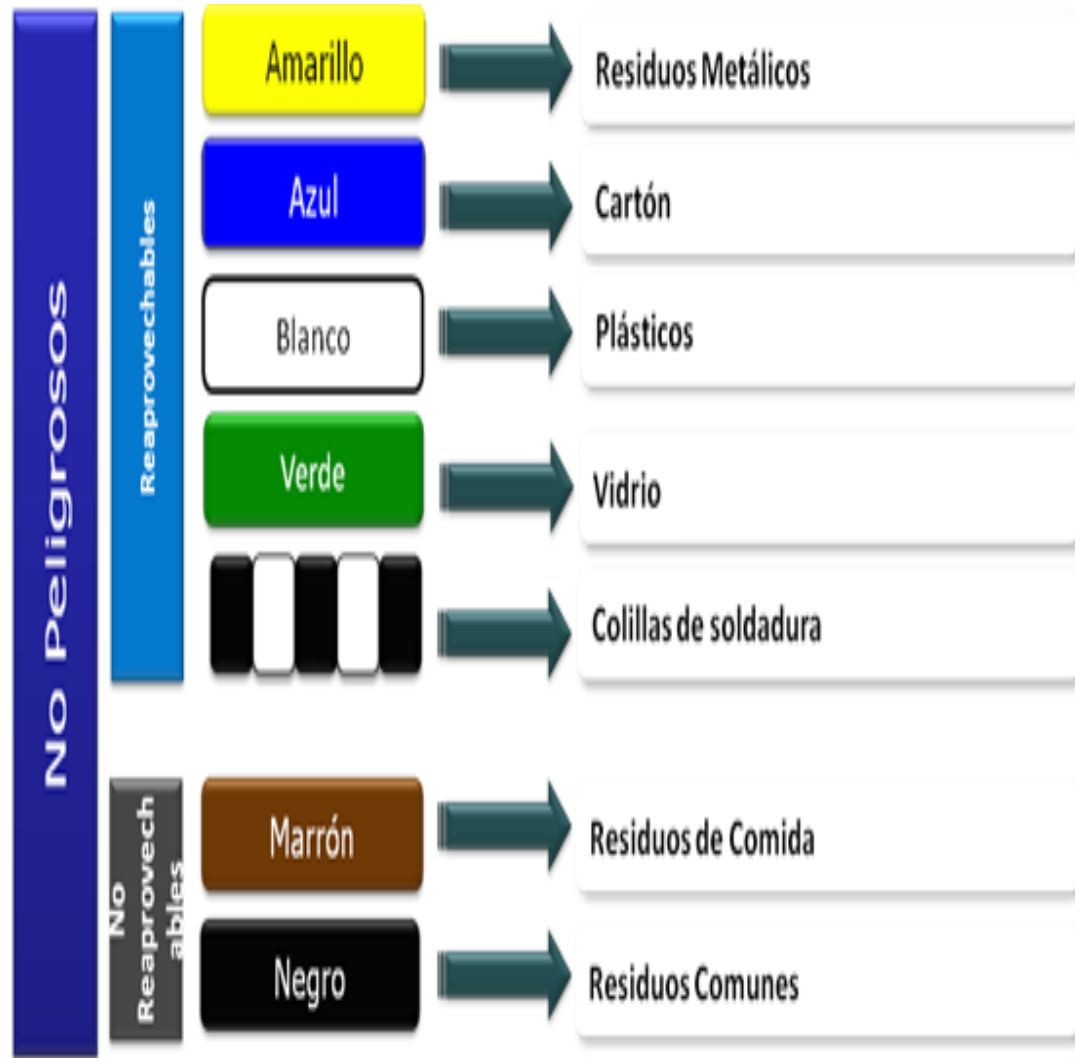 No Peligrosos
Reaprovechables
Amarillo
Residuos Metálicos
Azul
Cartón
Blanco
Plásticos
Verde
Vidrio
Colillas de soldadura
No
Reaprovech
ables
Marrón
Residuos de Comida
Negro
Residuos Comunes